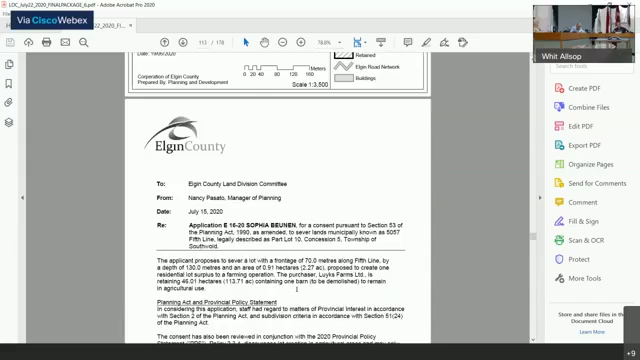 LOC_July22_2020_FINALPACKAGE_6.pdf - Adobe Acrobat Pro 2020
Via Cisco Webex
22_2020_FINA... ×
113 / 178
78.8%
Whit Allsop
Date: 19/06/2020
Retained
Elgin Road Network
Buildings
Corporation of Elgin County
Prepared By: Planning and Development
0 20 40 80 120 160
Meters
Scale 1:3,500
ElginCounty
To: Elgin County Land Division Committee
From: Nancy Pasato, Manager of Planning
Date: July 15, 2020
Re: Application E 16-20 SOPHIA BEUNEN, for a consent pursuant to Section 53 of
the Planning Act, 1990, as amended, to sever lands municipally known as 5057
Fifth Line, legally described as Part Lot 10, Concession 5, Township of
Southwold.
The applicant proposes to sever a lot with a frontage of 70.0 metres along Fifth Line, by
a depth of 130.0 metres and an area of 0.91 hectares (2.27 ac), proposed to create one
residential lot surplus to a farming operation. The purchaser, Luyks Farms Ltd., is
retaining 46.01 hectares (113.71 ac) containing one barn (to be demolished) to remain
in agricultural use.
Planning Act and Provincial Policy Statement
In considering this application, staff had regard to matters of Provincial Interest in accordance
with Section 2 of the Planning Act, and subdivision criteria in accordance with Section 51(24)
of the Planning Act.
The consent has also been reviewed in conjunction with the 2020 Provincial Policy
Search tools
Create PDF
Combine Files
Edit PDF
Export PDF
Organize Pages
Send for Comments
Comment
Fill & Sign
Scan & OCR
Protect
More Tools
Store and share files in the
Document Cloud
Learn More
+9